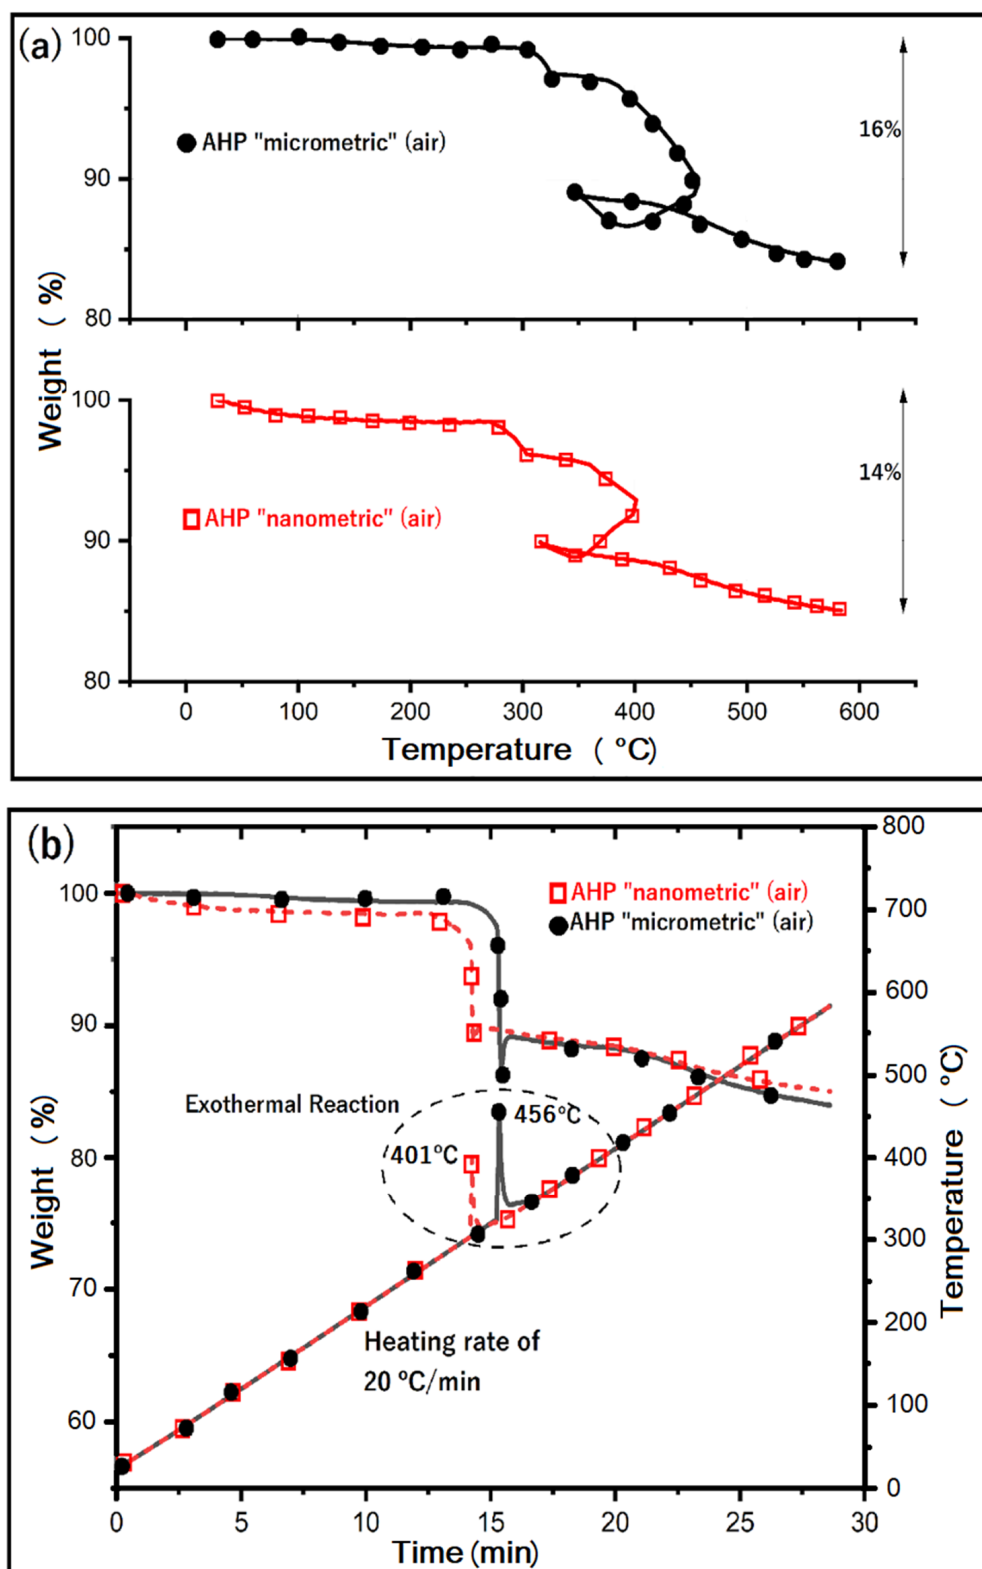 (a)
100
AHP "micrometric" (air)
16%
90
80
Weight ( %)
100
14%
AHP "nanometric" (air)
90
80
0 100 200 300 400 500 600
Temperature ( °C)
(b)
800
100
AHP "nanometric" (air)
AHP "micrometric" (air)
700
600
90
500
Exothermal Reaction
456°C
401°C
80
400
Weight (%)
Temperature ( °C)
300
70
200
Heating rate of
20 °C/min
100
60
0
0 5 10 15 20 25 30
Time (min)